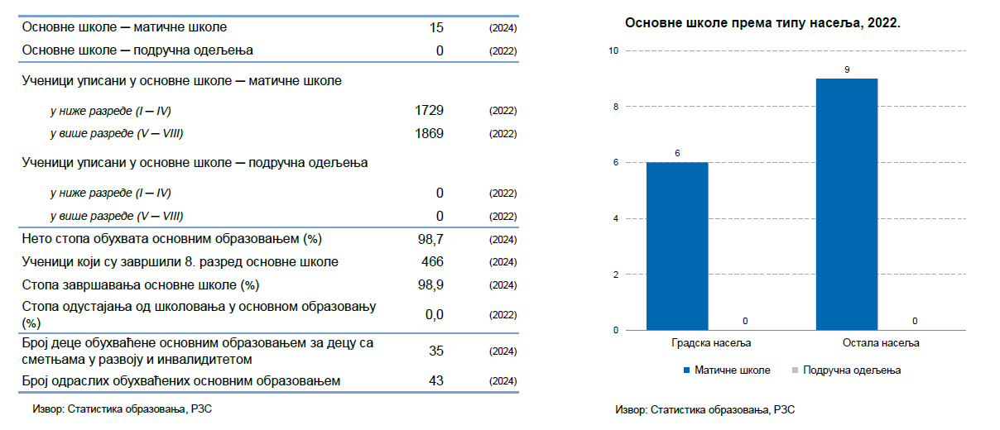 Основне школе — матичне школе 15 (2024)
Основне школе — подручна одељења 0 (2022)
Ученици уписани у основне школе — матичне школе
у ниже разреде (I — IV) 1729 (2022)
у више разреде (V — VIII) 1869 (2022)
Ученици уписани у основне школе — подручна одељења
у ниже разреде (I — IV) 0 (2022)
у више разреде (V — VIII) 0 (2022)
Нето стопа обухвата основним образовањем (%) 98,7 (2024)
Ученици који су завршили 8. разред основне школе 466 (2024)
Стопа завршавања основне школе (%) 98,9 (2024)
Стопа одустајања од школовања у основном образовању
(%) 0,0 (2022)
Број деце обухваћене основним образовањем за децу са
сметњама у развоју и инвалидитетом 35 (2024)
Број одраслих обухваћених основним образовањем 43 (2024)
Извор: Статистика образовања, РЗС
Основне школе према типу насеља, 2022.
10
9
8
6
6
4
2
0 0 0
Градска насеља Остала насеља
Матичне школе Подручна одељења
Извор: Статистика образовања, РЗС